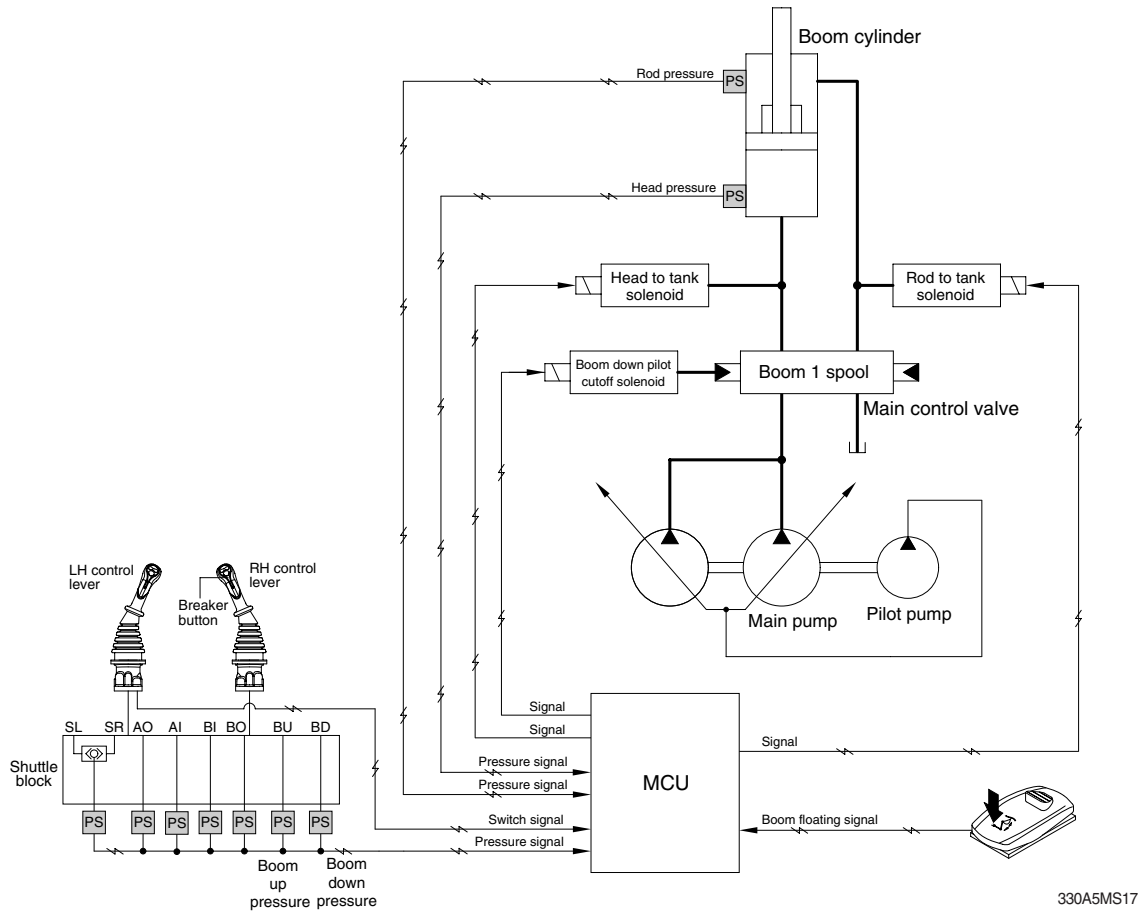 Boom cylinder
Rod pressure
PS
Head pressure
PS
Head to tank
solenoid
Rod to tank
solenoid
Boom down pilot
cutoff solenoid
Boom 1 spool
Main control valve
LH control
lever
RH control
lever
Breaker
button
Main pump
Pilot pump
SL
SR
AO
AI
BI
BO
BU
BD
Shuttle
block
PS
PS
PS
PS
PS
PS
PS
Boom
up
pressure
Boom
down
pressure
Signal
Signal
Signal
Pressure signal
Pressure signal
Switch signal
Pressure signal
MCU
Boom floating signal
330A5MS17